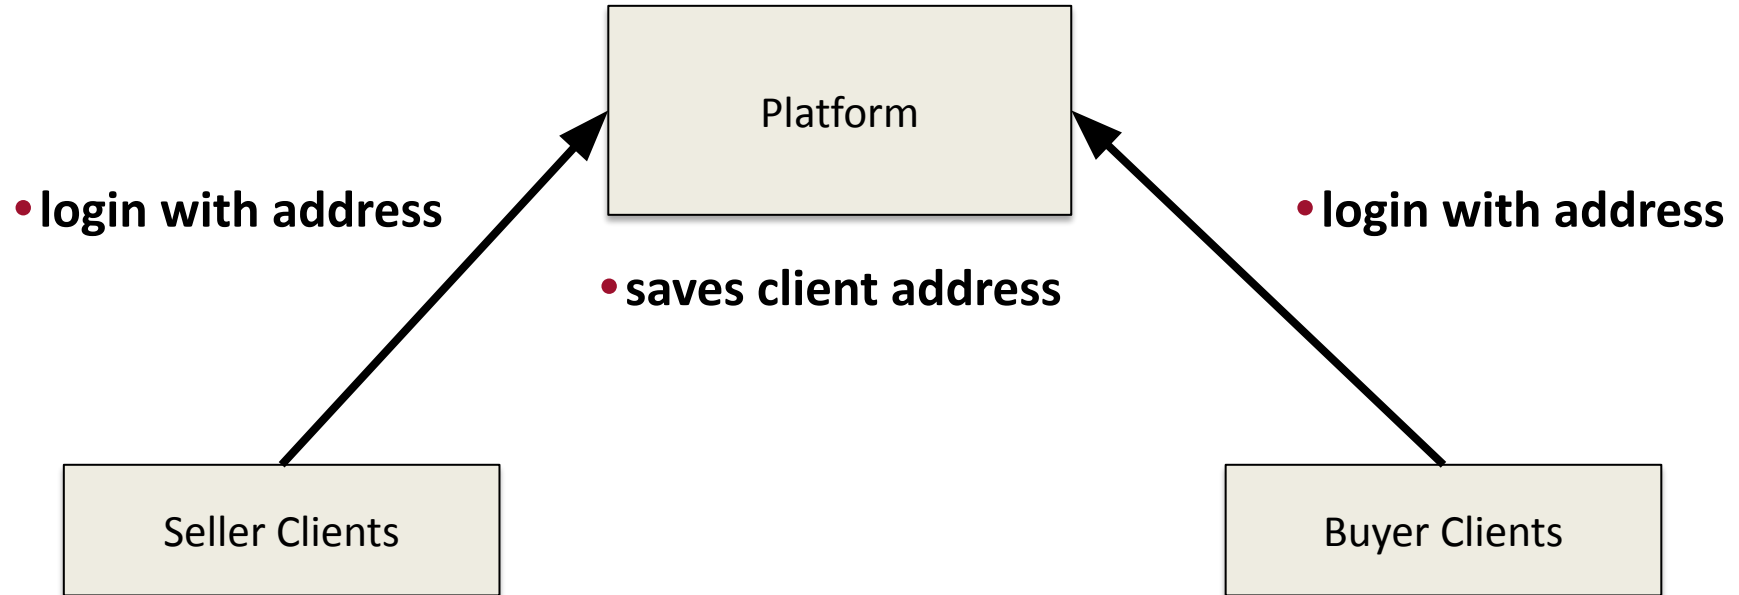 Platform
•login with address
•login with address
•saves client address
Seller Clients
Buyer Clients